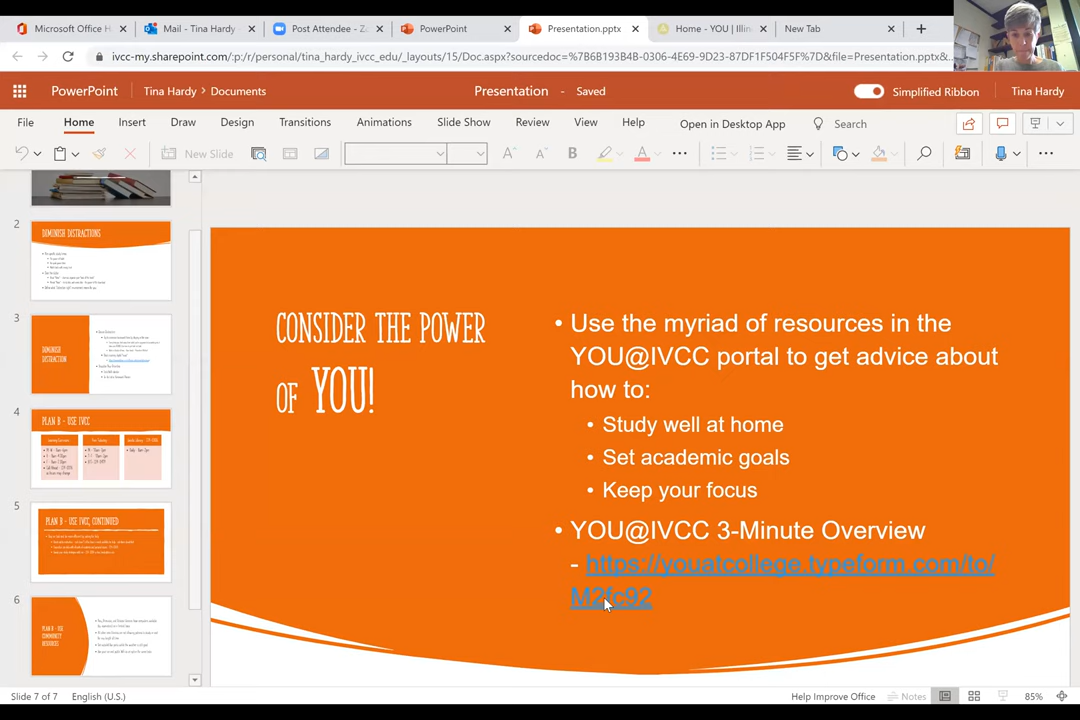 Microsoft Office H
Mail - Tina Hardy
Post Attendee - Zo
PowerPoint
Presentation.pptx
Home - YOU | Illin
New Tab
ivcc-my.sharepoint.com/:p:/r/personal/tina_hardy_ivcc_edu/_layouts/15/Doc.aspx?sourcedoc=%7B6B193B4B-0306-4E69-9D23-87DF1F504F5F%7D&file=Presentation.pptx&...
PowerPoint Tina Hardy > Documents Presentation - Saved Simplified Ribbon Tina Hardy
File Home Insert Draw Design Transitions Animations Slide Show Review View Help Open in Desktop App Search
New Slide
2
DIMINISH DISTRACTIONS
3
DIMINISH
DISTRACTION
4
PLAN B - USE IVCC
5
PLAN B - USE IVCC, CONTINUED
6
PLAN B - USE
COMMUNITY
RESOURCES
CONSIDER THE POWER
OF YOU!
• Use the myriad of resources in the
YOU@IVCC portal to get advice about
how to:
• Study well at home
• Set academic goals
• Keep your focus
• YOU@IVCC 3-Minute Overview
- https://youatcollege.typeform.com/to/
M2fc92
Slide 7 of 7 English (U.S.) Help Improve Office Notes 85%